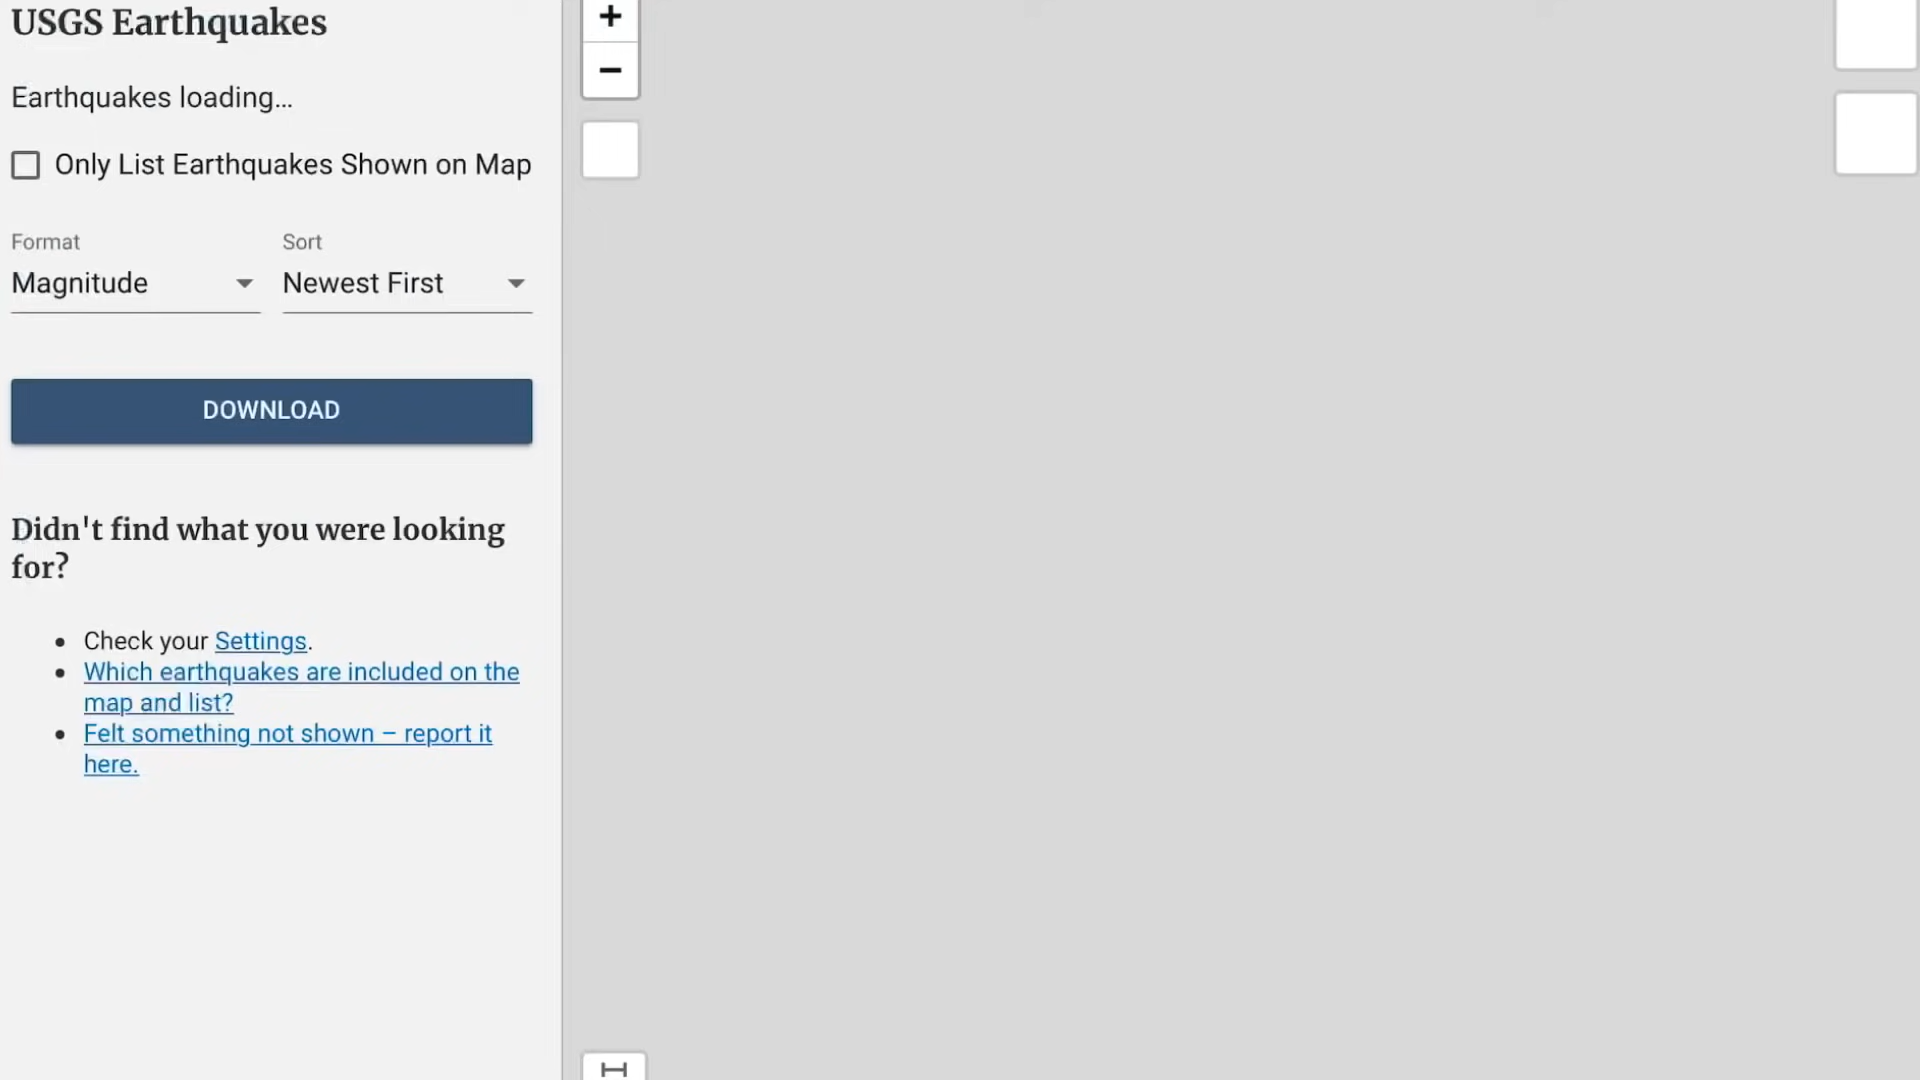 USGS Earthquakes
Earthquakes loading...
Only List Earthquakes Shown on Map
Format
Sort
Magnitude
Newest First
DOWNLOAD
Didn't find what you were looking
for?
Check your Settings.
Which earthquakes are included on the
map and list?
Felt something not shown – report it
here.